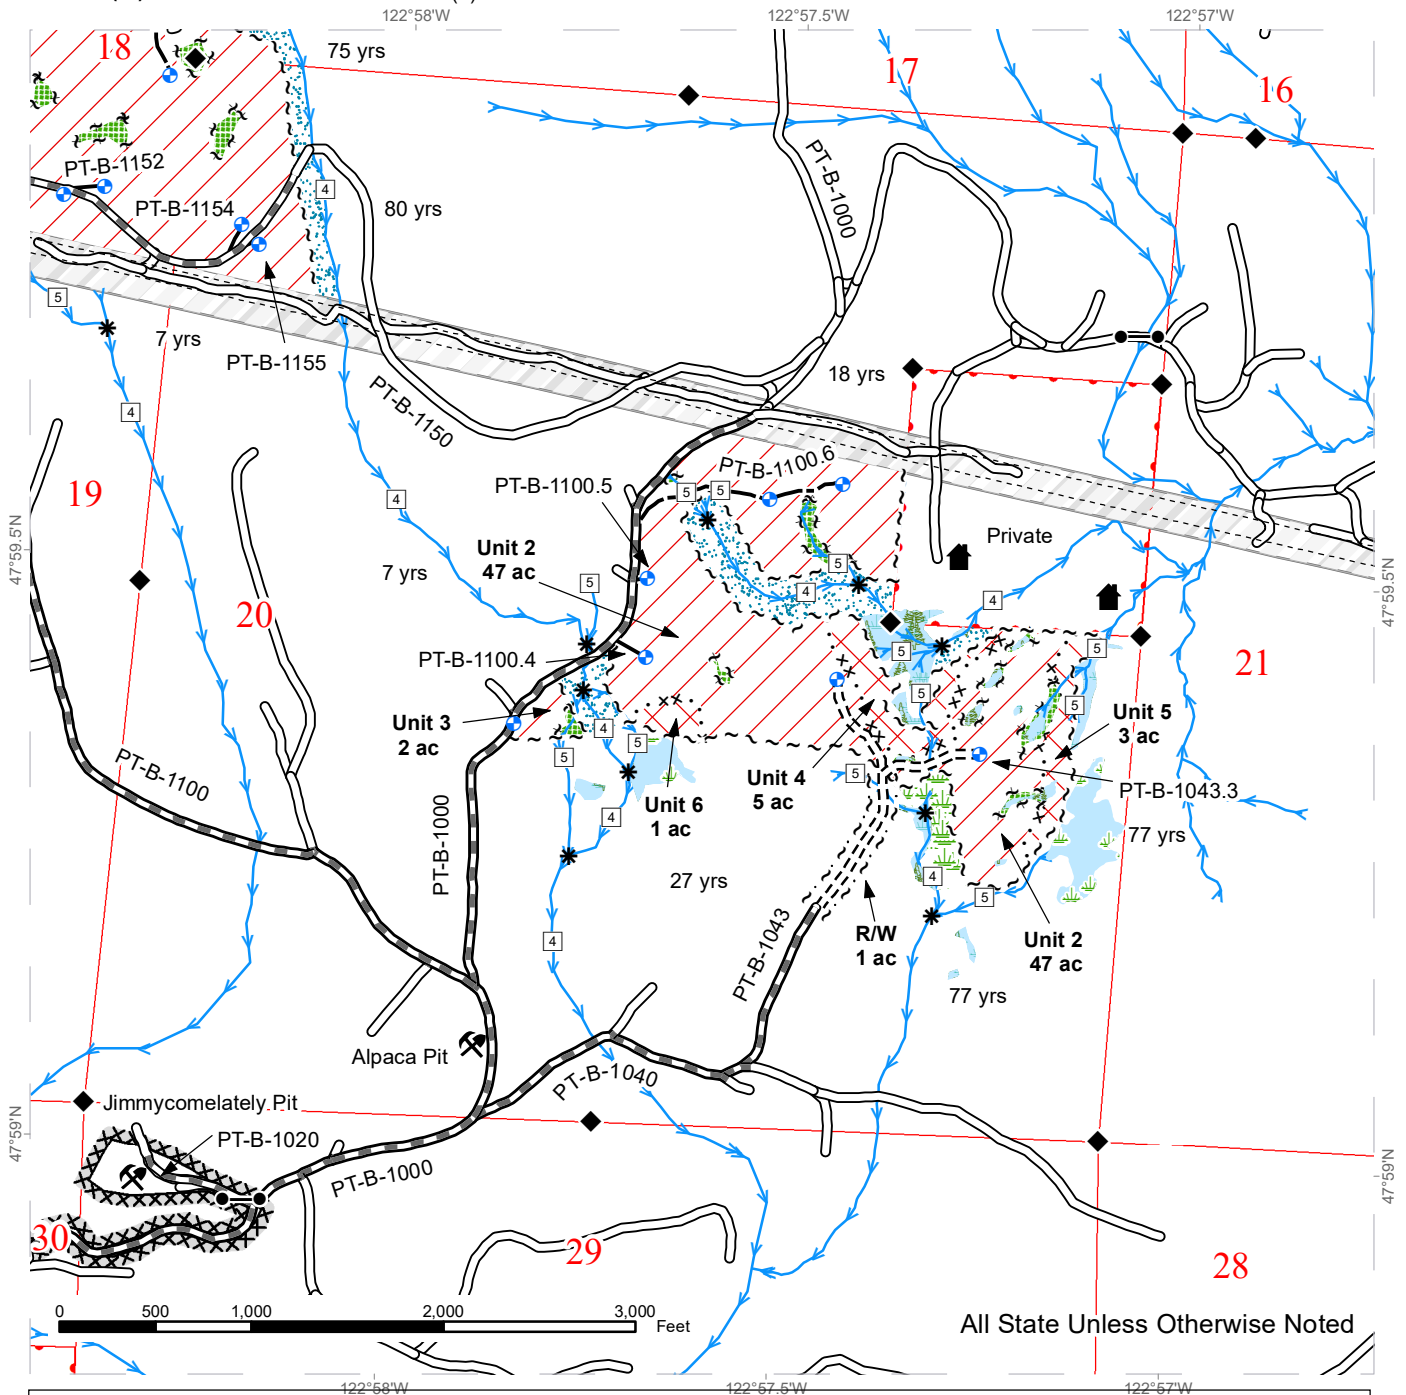 122°58'W
122°57.5'W
122°57'W
18
75 yrs
17
16
PT-B-1152
PT-B-1154
4
80 yrs
PT-B-1000
5
7 yrs
PT-B-1155
18 yrs
4
PT-B-1150
PT-B-1100.6
19
PT-B-1100.5
5
5
4
Private
47°59.5'N
47°59.5'N
Unit 2
47 ac
7 yrs
5
5
4
4
20
PT-B-1100.4
5
5
21
Unit 3
2 ac
5
5
Unit 5
3 ac
4
5
5
PT-B-1100
Unit 4
5 ac
5
PT-B-1043.3
Unit 6
1 ac
4
PT-B-1000
77 yrs
27 yrs
4
5
PT-B-1043
R/W
1 ac
Unit 2
47 ac
4
77 yrs
Alpaca Pit
PT-B-1040
Jimmycomelately Pit
47°59'N
47°59'N
PT-B-1020
PT-B-1000
30
29
28
0
500
1,000
2,000
3,000
Feet
All State Unless Otherwise Noted
122°58'W
122°57.5'W
122°57'W